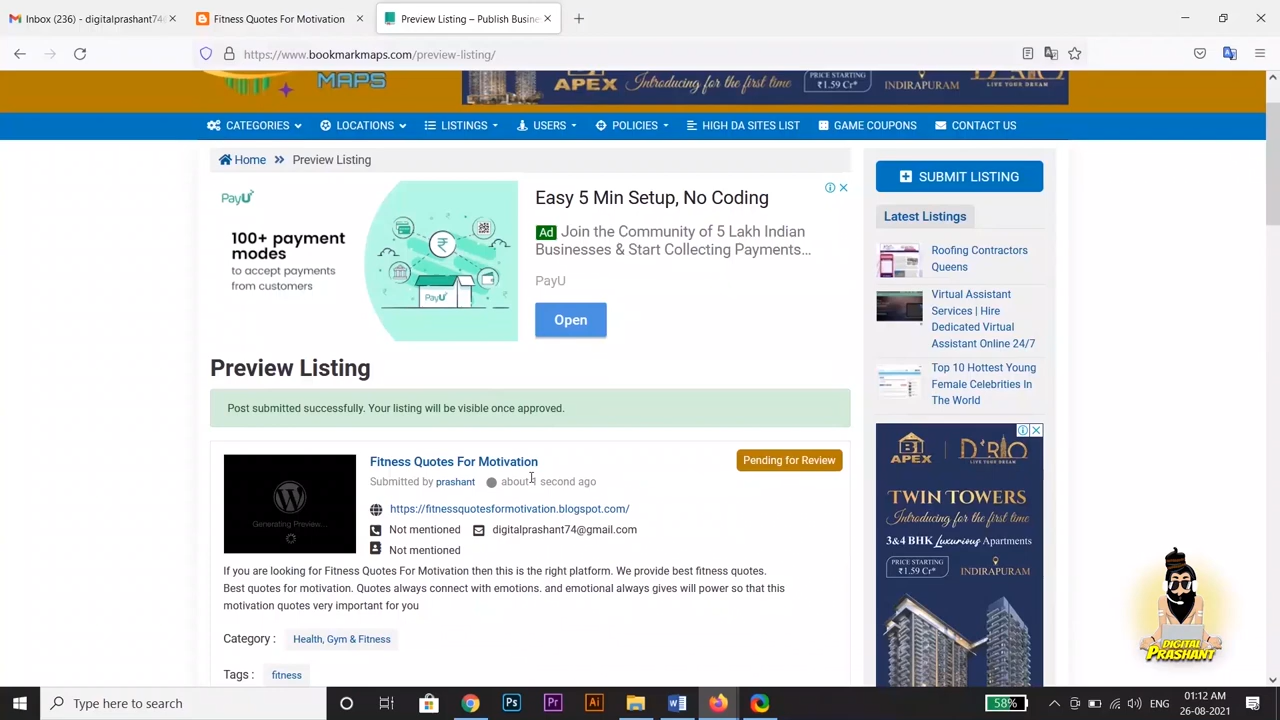 Inbox (236) - digitalprashant74
Fitness Quotes For Motivation
Preview Listing – Publish Busine
https://www.bookmarkmaps.com/preview-listing/
MAPS
APEX
Introducing for the first time
PRICE STARTING
₹1.59 Cr*
INDIRAPURAM
LIVE YOUR DREAM
CATEGORIES
LOCATIONS
LISTINGS
USERS
POLICIES
HIGH DA SITES LIST
GAME COUPONS
CONTACT US
Home
Preview Listing
SUBMIT LISTING
PayU
100+ payment
modes
to accept payments
from customers
PayU
Easy 5 Min Setup, No Coding
Ad Join the Community of 5 Lakh Indian
Businesses & Start Collecting Payments...
PayU
Open
Latest Listings
Roofing Contractors
Queens
Virtual Assistant
Services | Hire
Dedicated Virtual
Assistant Online 24/7
Top 10 Hottest Young
Female Celebrities In
The World
Preview Listing
Post submitted successfully. Your listing will be visible once approved.
Fitness Quotes For Motivation
Pending for Review
Submitted by prashant
about 1 second ago
Generating Preview...
https://fitnessquotesformotivation.blogspot.com/
Not mentioned
digitalprashant74@gmail.com
Not mentioned
If you are looking for Fitness Quotes For Motivation then this is the right platform. We provide best fitness quotes.
Best quotes for motivation. Quotes always connect with emotions. and emotional always gives will power so that this
motivation quotes very important for you
Category :
Health, Gym & Fitness
Tags :
fitness
APEX
D'RIO
TWIN TOWERS
Introducing for the first time
3&4 BHK Luxurious Apartments
PRICE STARTING
₹1.59 Cr*
INDIRAPURAM
DIGITAL
PRASHANT
Type here to search
Ps
Pr
Ai
58%
ENG
01:12 AM
26-08-2021